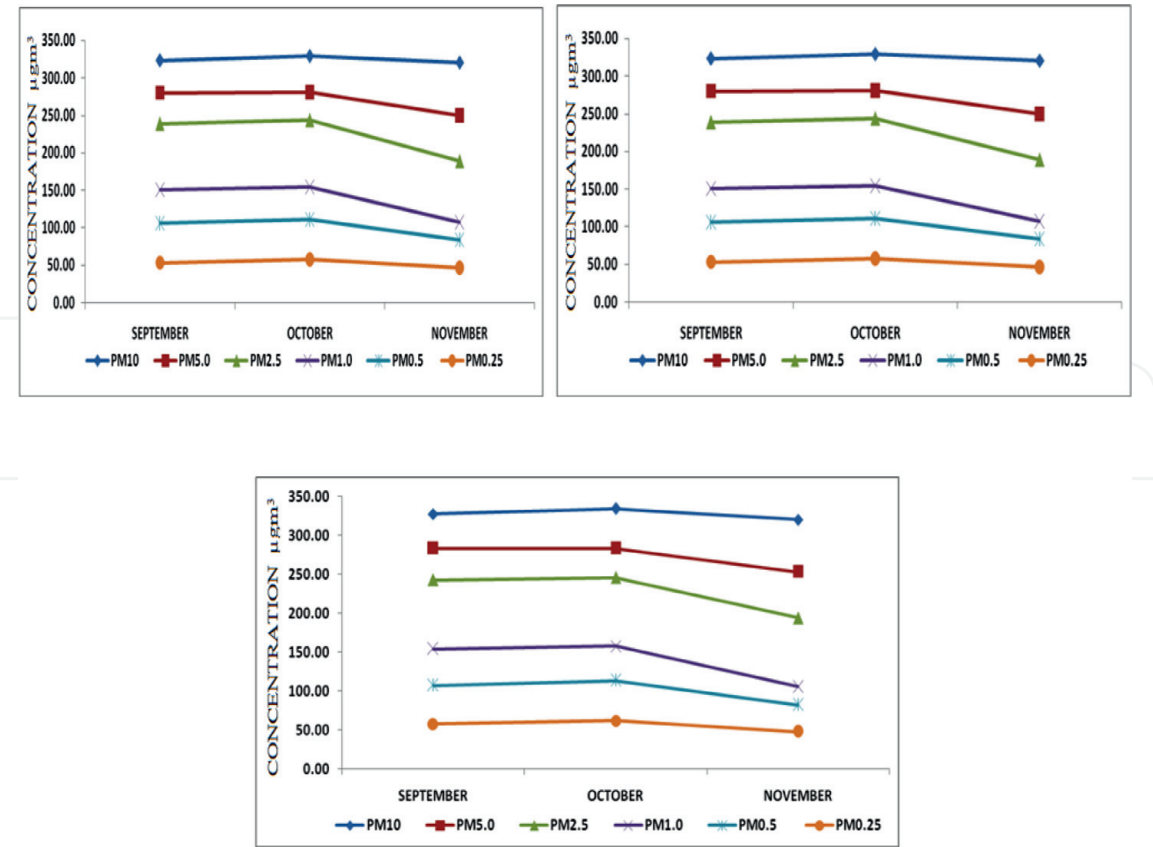 CONCENTRATION µgm³
350.00
300.00
250.00
200.00
150.00
100.00
50.00
0.00
SEPTEMBER OCTOBER NOVEMBER
PM10 PM5.0 PM2.5 PM1.0 PM0.5 PM0.25
CONCENTRATION µgm³
350.00
300.00
250.00
200.00
150.00
100.00
50.00
0.00
SEPTEMBER OCTOBER NOVEMBER
PM10 PM5.0 PM2.5 PM1.0 PM0.5 PM0.25
CONCENTRATION µgm³
350.00
300.00
250.00
200.00
150.00
100.00
50.00
0.00
SEPTEMBER OCTOBER NOVEMBER
PM10 PM5.0 PM2.5 PM1.0 PM0.5 PM0.25